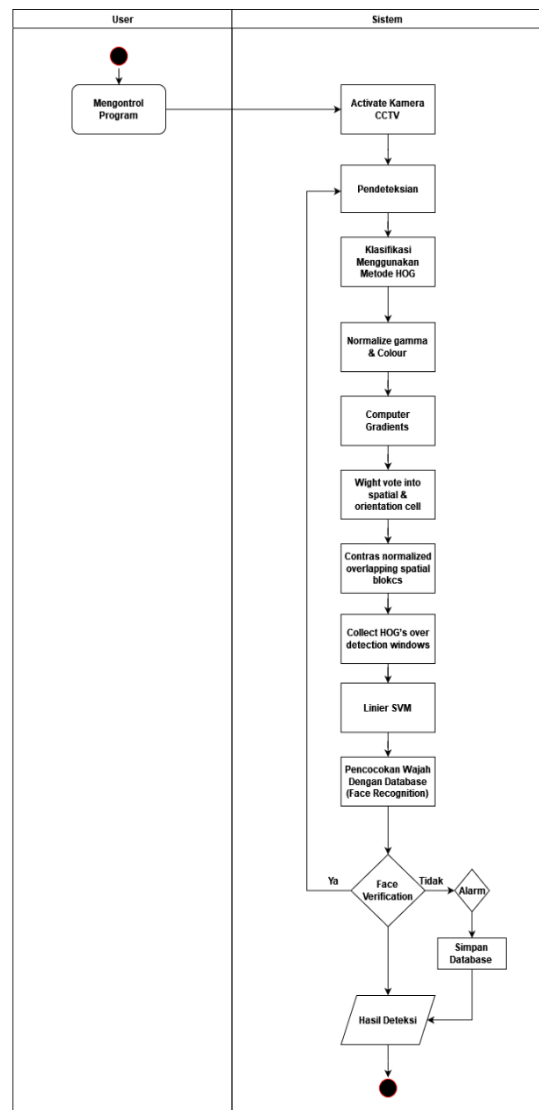 User
Sistem
Mengontrol
Program
Activate Kamera
CCTV
Pendeteksian
Klasifikasi
Menggunakan
Metode HOG
Normalize gamma
& Colour
Computer
Gradients
Wight vote into
spatial &
orientation cell
Contras normalized
overlapping spatial
blokcs
Collect HOG's over
detection windows
Linier SVM
Pencocokan Wajah
Dengan Database
(Face Recognition)
Ya
Face
Verification
Tidak
Alarm
Simpan
Database
Hasil Deteksi